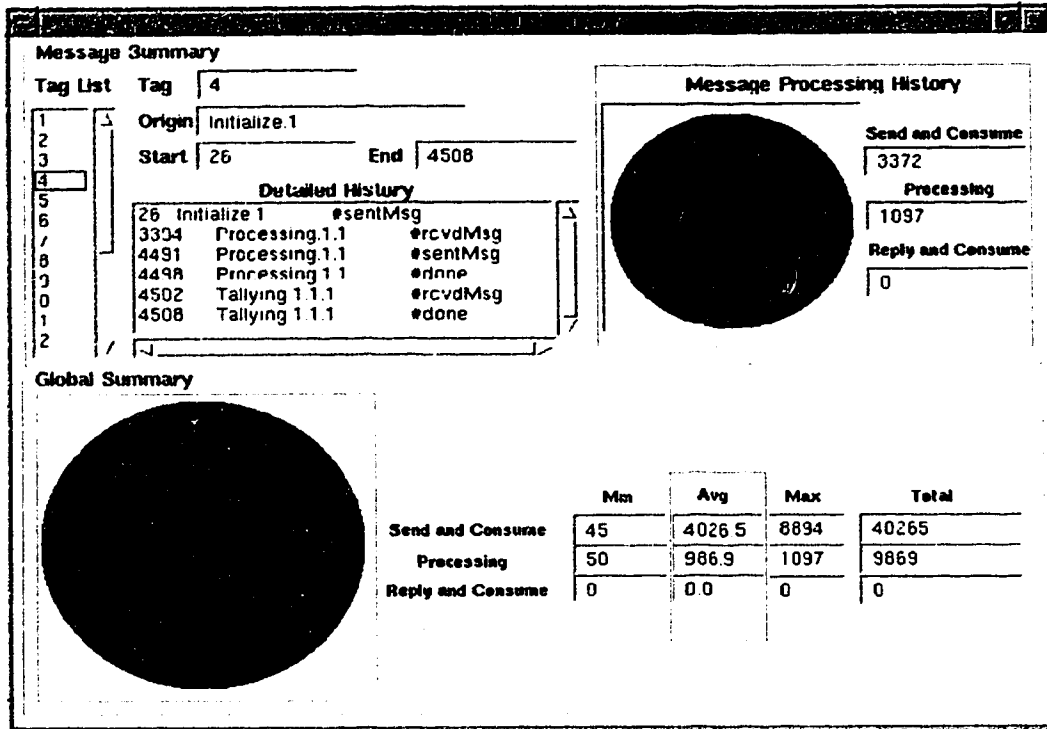 Message Summary
Tag List Tag 4
Message Processing History
1
2
3
4
5
6
7
8
9
0
1
2
Origin Initialize.1
Start 26 End 4508
Detailed History
26 Initialize 1 #sentMsg
3394 Processing.1.1 #rcvdMsg
4491 Processing.1.1 #sentMsg
4498 Processing 1 1 #done
4502 Tallying 1.1.1 #rcvdMsg
4508 Tallying 1.1.1 #done
Send and Consume
3372
Processing
1097
Reply and Consume
0
Global Summary
Min Avg Max Total
Send and Consume 45 4026.5 8894 40265
Processing 50 986.9 1097 9869
Reply and Consume 0 0.0 0 0